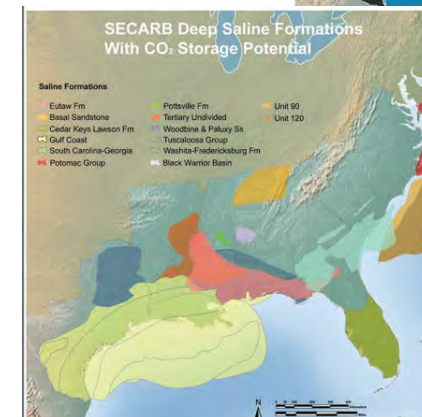 SECARB Deep Saline Formations
With CO₂ Storage Potential
Saline Formations
Eutaw Fm
Basal Sandstone
Cedar Keys Lawson Fm
Gulf Coast
South Carolina-Georgia
Potomac Group
Pottsville Fm
Tertiary Undivided
Woodbine & Paluxy Ss
Tuscaloosa Group
Washita-Fredericksburg Fm
Black Warrior Basin
Unit 90
Unit 120
N